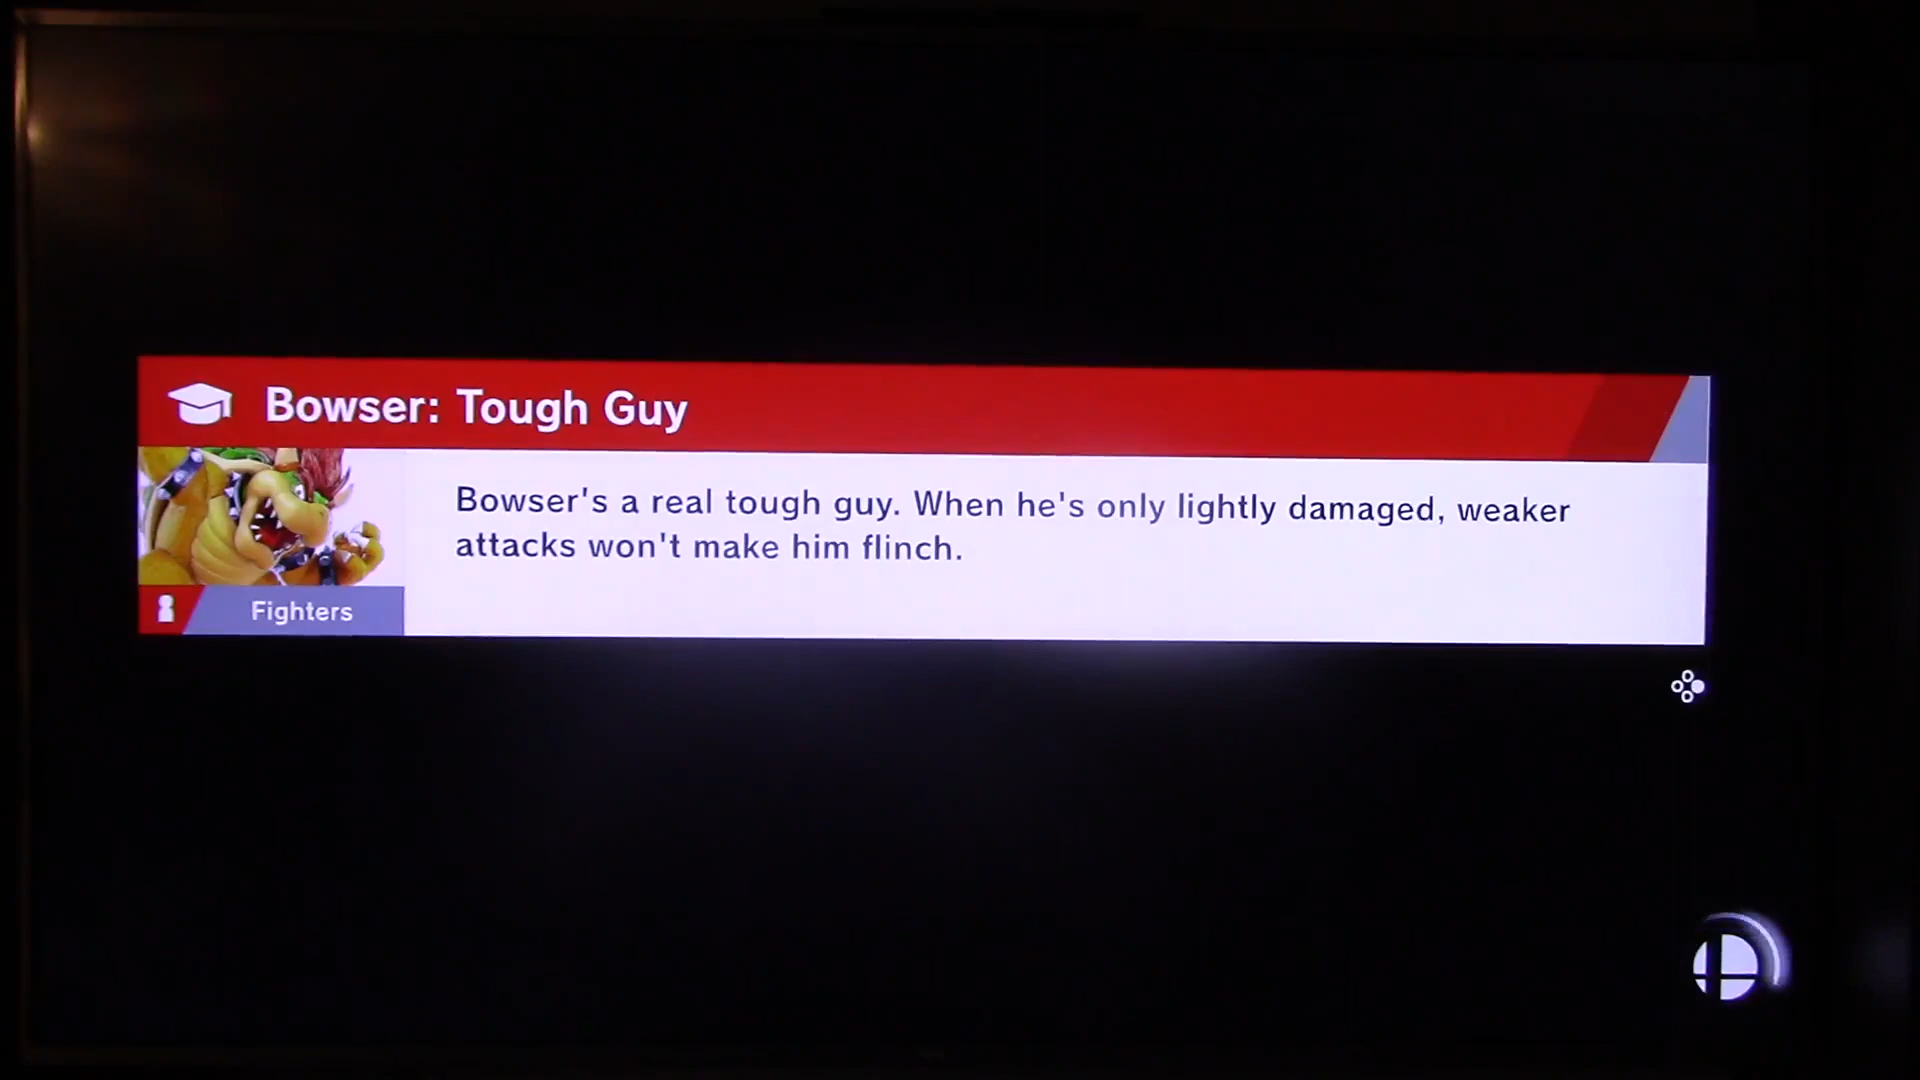 Bowser: Tough Guy
Bowser's a real tough guy. When he's only lightly damaged, weaker
attacks won't make him flinch.
Fighters